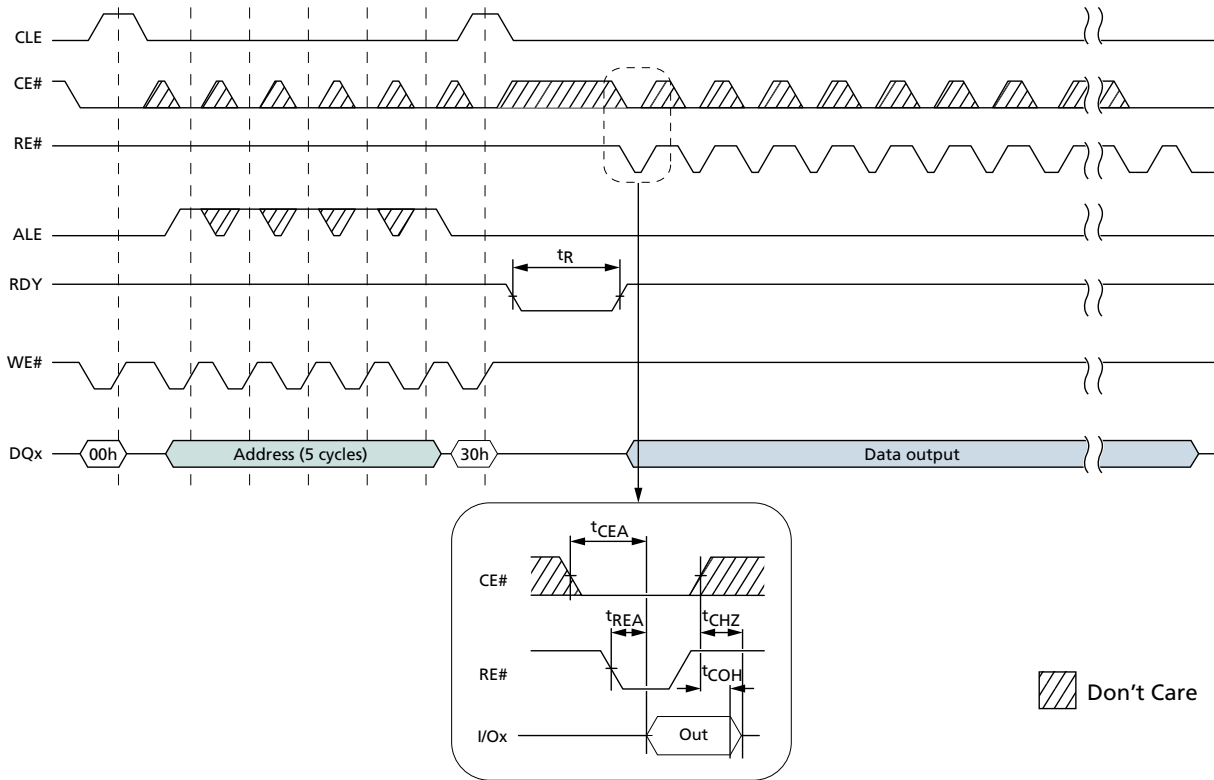 CLE
CE#
RE#
ALE
tR
RDY
WE#
DQx
00h
Address (5 cycles)
30h
Data output
tCEA
CE#
tREA
tCHZ
RE#
tCOH
I/Ox
Out
Don't Care